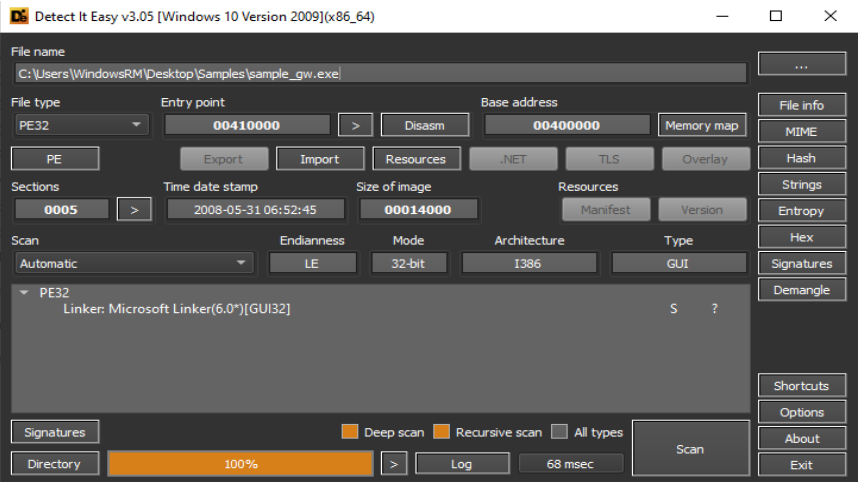 Detect It Easy v3.05 [Windows 10 Version 2009](x86_64)
File name
C:\Users\WindowsRM\Desktop\Samples\sample_gw.exe
...
File type Entry point Base address
File info
PE32 00410000 > Disasm 00400000 Memory map
MIME
PE Export Import Resources .NET TLS Overlay
Hash
Sections Time date stamp Size of image Resources
Strings
0005 > 2008-05-31 06:52:45 00014000 Manifest Version
Entropy
Scan Endianness Mode Architecture Type
Hex
Automatic LE 32-bit I386 GUI
Signatures
PE32
Demangle
Linker: Microsoft Linker(6.0*)[GUI32] S ?
Shortcuts
Options
Signatures Deep scan Recursive scan All types
About
Scan
Directory 100% > Log 68 msec
Exit